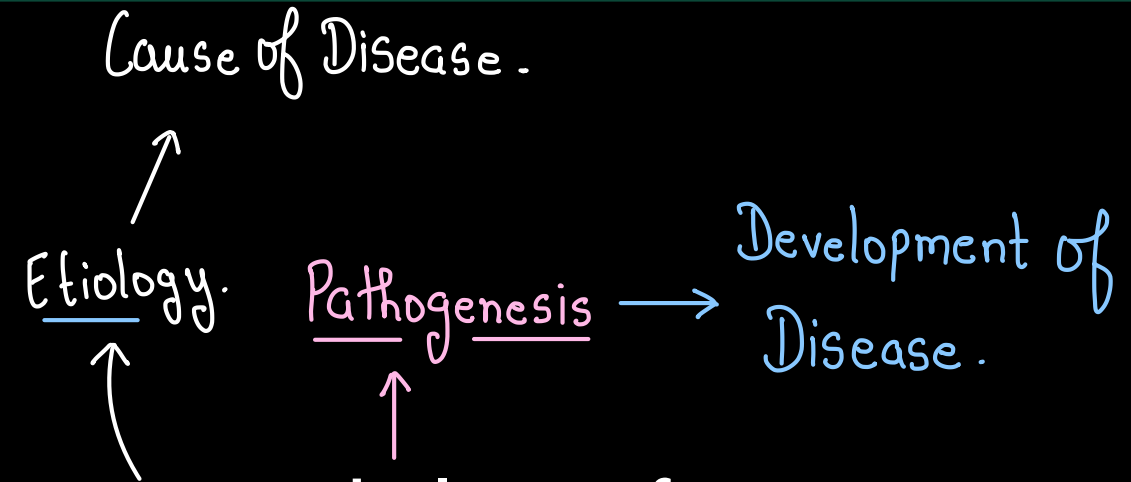 Cause of Disease.
Etiology. Pathogenesis → Development of
Disease.